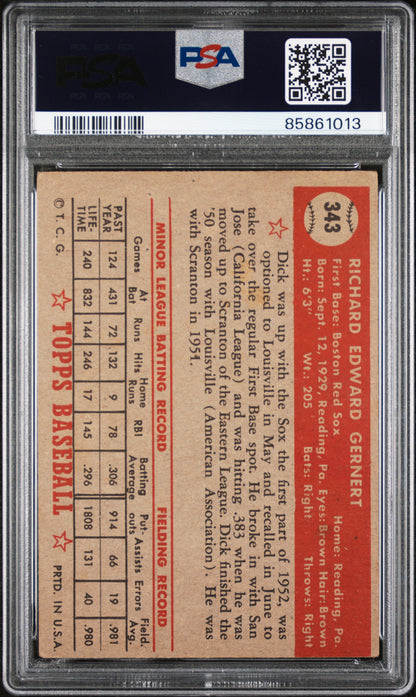 PSA
PSA
85861013
343
RICHARD EDWARD GERNERT
First Base: Boston Red Sox Home: Reading, Pa.
Born: Sept. 12, 1929, Reading, Pa. Eyes: Brown Hair: Brown
Ht.: 6'3" Wt.: 205 Bats: Right Throws: Right
Dick was up with the Sox the first part of 1952, was
optioned to Louisville in May and recalled in June to
take over the regular First Base spot. He broke in with San
Jose (California League) and was hitting .383 when he was
moved up to Scranton of the Eastern League. Dick finished the
'50 season with Louisville (American Association). He was
with Scranton in 1951.
MINOR LEAGUE BATTING RECORD FIELDING RECORD
Games At Bat Runs Hits Home Runs RBI Batting Average Put-outs Assists Errors Field. Avg.
PAST YEAR 124 431 72 132 9 78 .306 914 66 19 .981
LIFE-TIME 240 832 144 246 17 145 .296 1808 131 40 .980
© T. C. G. TOPPS BASEBALL PRTD. IN U.S.A.